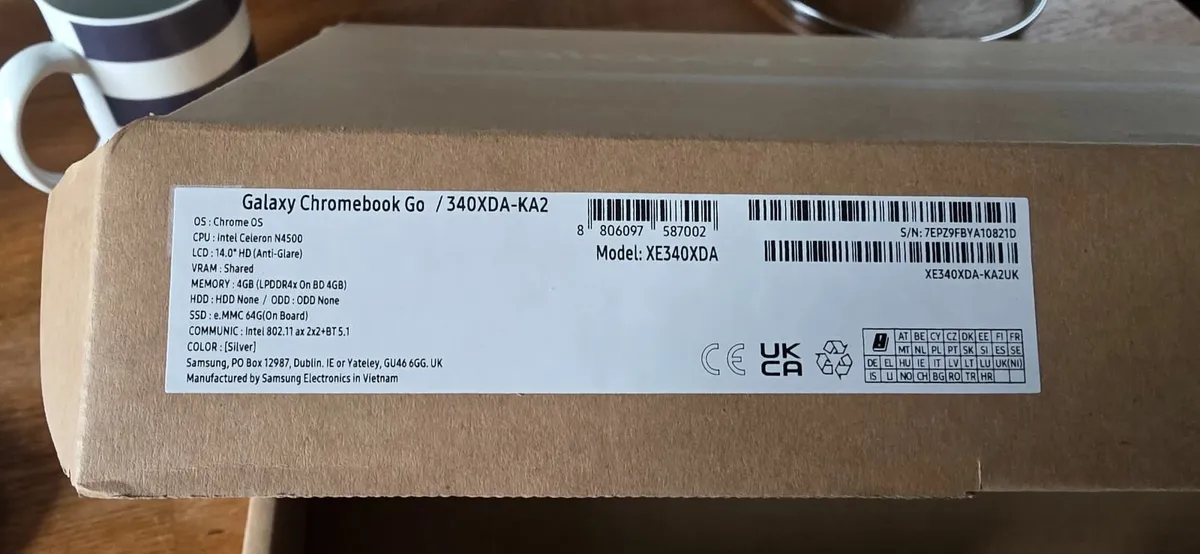 Galaxy Chromebook Go / 340XDA-KA2
OS : Chrome OS
CPU : Intel Celeron N4500
LCD : 14.0" HD (Anti-Glare)
VRAM : Shared
MEMORY : 4GB (LPDDR4x On BD 4GB)
HDD : HDD None / ODD : ODD None
SSD : e.MMC 64G(On Board)
COMMUNIC : Intel 802.11 ax 2x2+BT 5.1
COLOR : [Silver]
Samsung, PO Box 12987, Dublin. IE or Yateley, GU46 6GG. UK
Manufactured by Samsung Electronics in Vietnam
8 806097 587002
Model: XE340XDA
S/N: 7EPZ9FBYA10821D
XE340XDA-KA2UK
CE
UK
CA
AT BE CY CZ DK EE FI FR
MT NL PL PT SK SI ES SE
DE EL HU IE IT LV LT LU UK(NI)
IS LI NO CH BG RO TR HR